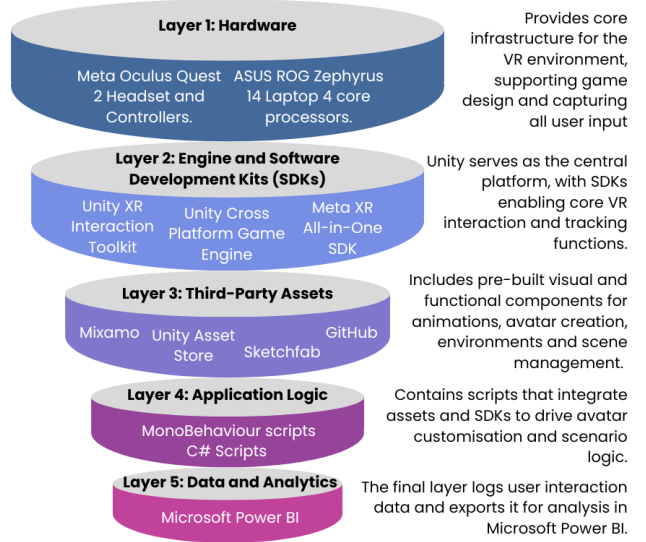 Layer 1: Hardware
Meta Oculus Quest
2 Headset and
Controllers.
ASUS ROG Zephyrus
14 Laptop 4 core
processors.
Provides core
infrastructure for the
VR environment,
supporting game
design and capturing
all user input
Layer 2: Engine and Software
Development Kits (SDKs)
Unity XR
Interaction
Toolkit
Unity Cross
Platform Game
Engine
Meta XR
All-in-One
SDK
Unity serves as the central
platform, with SDKs
enabling core VR
interaction and tracking
functions.
Layer 3: Third-Party Assets
Mixamo
Unity Asset
Store
Sketchfab
GitHub
Includes pre-built visual and
functional components for
animations, avatar creation,
environments and scene
management.
Layer 4: Application Logic
MonoBehaviour scripts
C# Scripts
Contains scripts that integrate
assets and SDKs to drive avatar
customisation and scenario
logic.
Layer 5: Data and Analytics
Microsoft Power BI
The final layer logs user interaction
data and exports it for analysis in
Microsoft Power BI.